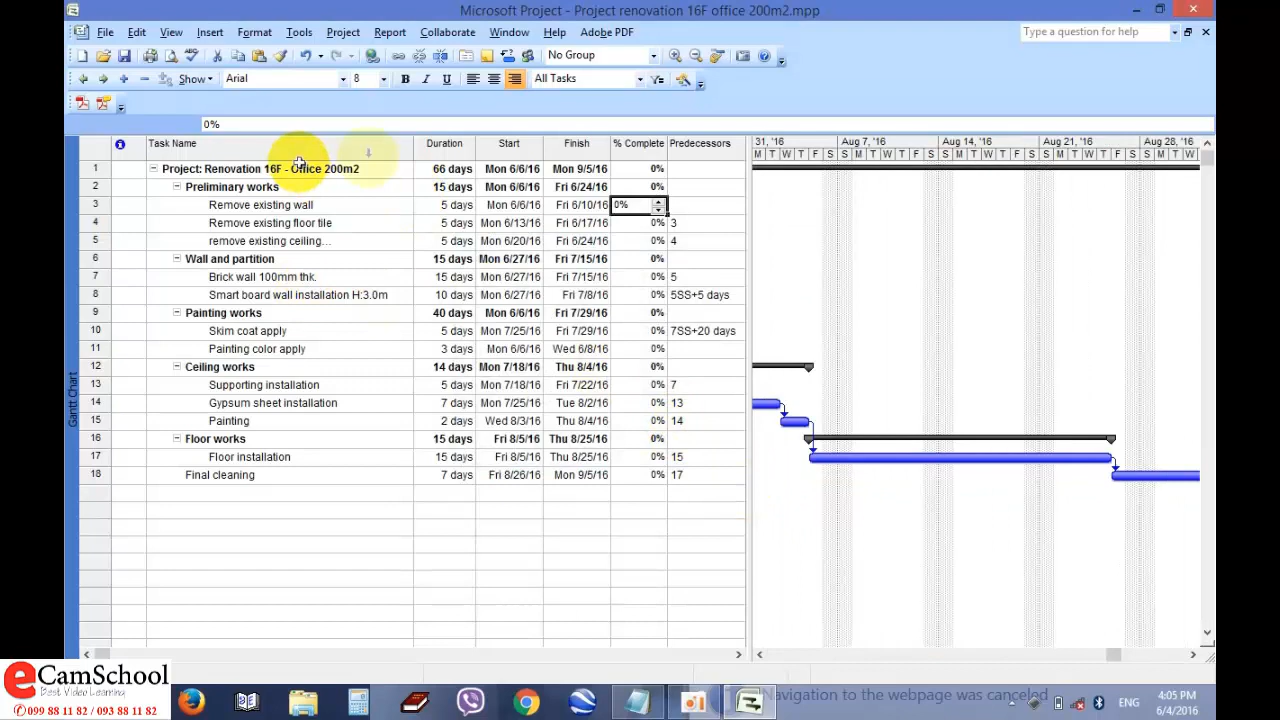 Microsoft Project - Project renovation 16F office 200m2.mpp
File Edit View Insert Format Tools Project Report Collaborate Window Help Adobe PDF
Type a question for help
No Group
Show Arial 8 B I U All Tasks
0%
Task Name Duration Start Finish % Complete Predecessors
31, '16 Aug 7, '16 Aug 14, '16 Aug 21, '16 Aug 28, '16
M T W T F S S M T W T F S S M T W T F S S M T W T F S S M T W
1 Project: Renovation 16F - Office 200m2 66 days Mon 6/6/16 Mon 9/5/16 0%
2 Preliminary works 15 days Mon 6/6/16 Fri 6/24/16 0%
3 Remove existing wall 5 days Mon 6/6/16 Fri 6/10/16 0%
4 Remove existing floor tile 5 days Mon 6/13/16 Fri 6/17/16 0% 3
5 remove existing ceiling... 5 days Mon 6/20/16 Fri 6/24/16 0% 4
6 Wall and partition 15 days Mon 6/27/16 Fri 7/15/16 0%
7 Brick wall 100mm thk. 15 days Mon 6/27/16 Fri 7/15/16 0% 5
8 Smart board wall installation H:3.0m 10 days Mon 6/27/16 Fri 7/8/16 0% 5SS+5 days
9 Painting works 40 days Mon 6/6/16 Fri 7/29/16 0%
10 Skim coat apply 5 days Mon 7/25/16 Fri 7/29/16 0% 7SS+20 days
11 Painting color apply 3 days Mon 6/6/16 Wed 6/8/16 0%
12 Ceiling works 14 days Mon 7/18/16 Thu 8/4/16 0%
13 Supporting installation 5 days Mon 7/18/16 Fri 7/22/16 0% 7
14 Gypsum sheet installation 7 days Mon 7/25/16 Tue 8/2/16 0% 13
15 Painting 2 days Wed 8/3/16 Thu 8/4/16 0% 14
16 Floor works 15 days Fri 8/5/16 Thu 8/25/16 0%
17 Floor installation 15 days Fri 8/5/16 Thu 8/25/16 0% 15
18 Final cleaning 7 days Fri 8/26/16 Mon 9/5/16 0% 17
Gantt Chart
eCamSchool
Best Video Learning
099 88 11 82 / 093 88 11 82
Navigation to the webpage was canceled
ENG
4:05 PM
6/4/2016